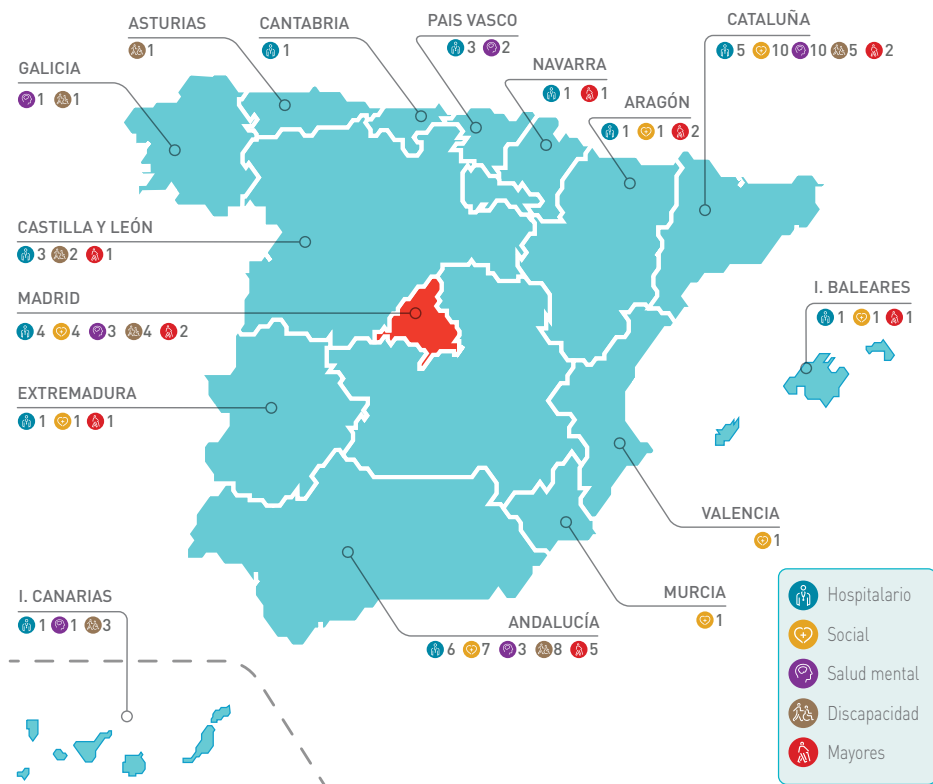 ASTURIAS
1
CANTABRIA
1
PAIS VASCO
3 2
CATALUÑA
5 10 10 5 2
GALICIA
1 1
NAVARRA
1 1
ARAGÓN
1 1 2
CASTILLA Y LEÓN
3 2 1
MADRID
4 4 3 4 2
I. BALEARES
1 1 1
EXTREMADURA
1 1 1
VALENCIA
1
MURCIA
1
I. CANARIAS
1 1 3
ANDALUCÍA
6 7 3 8 5
Hospitalario
Social
Salud mental
Discapacidad
Mayores